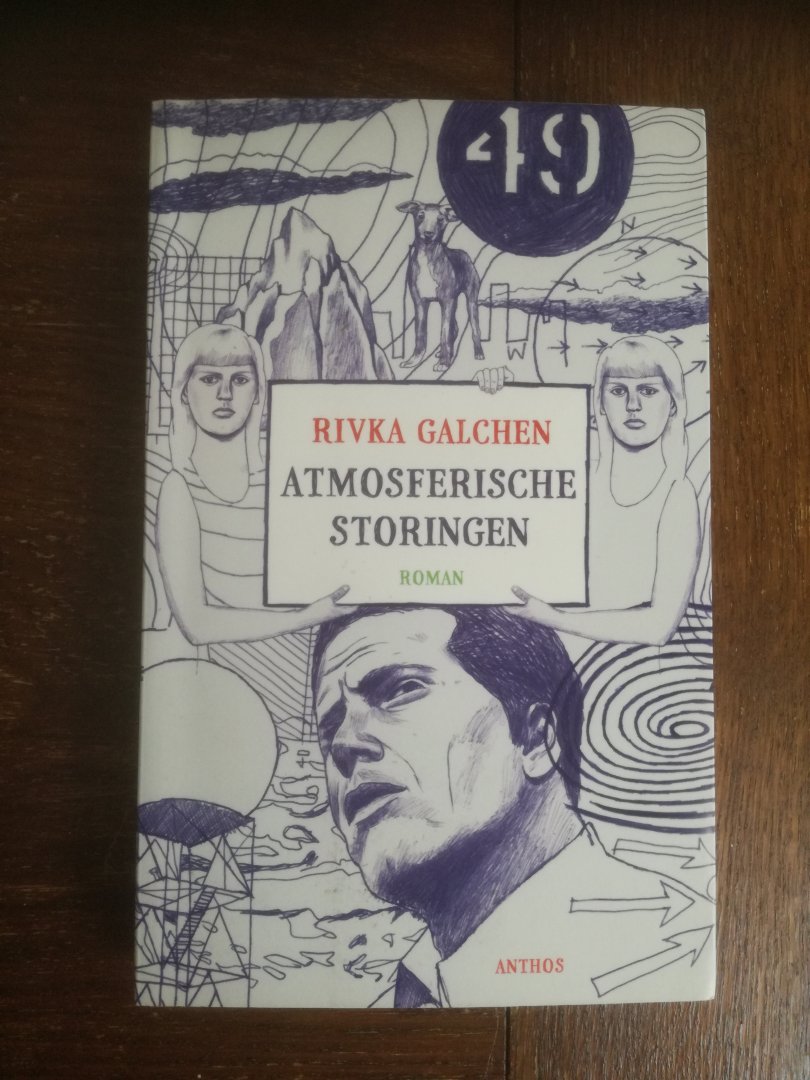 49
N
W
RIVKA GALCHEN
ATMOSFERISCHE
STORINGEN
ROMAN
ANTHOS